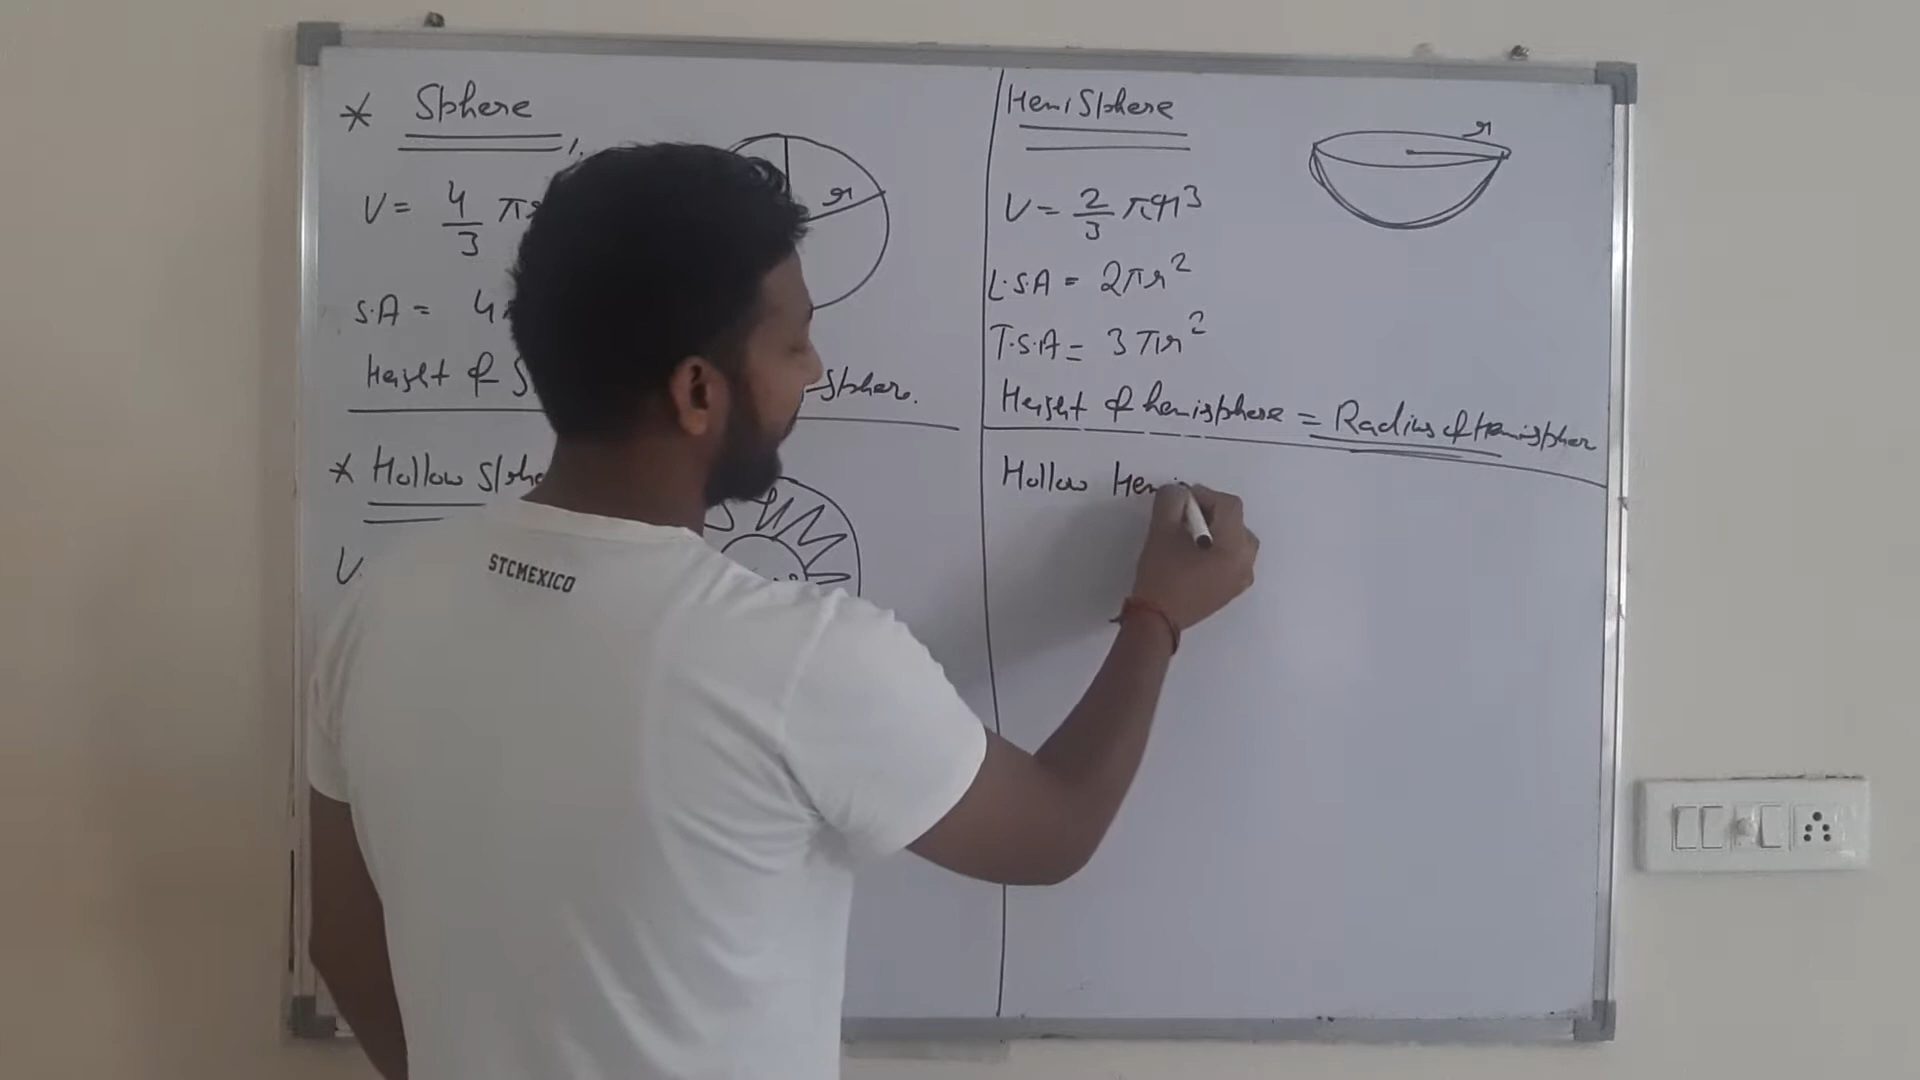 * Sphere
V = 4/3 π
S.A = 4
Height of S
sphere.
r
* Hollow Sphe
V
HemiSphere
r
V = 2/3 πr³
L.S.A = 2πr²
T.S.A = 3πr²
Height of hemisphere = Radius of Hemispher
Hollow Hemi
STCMEXICO